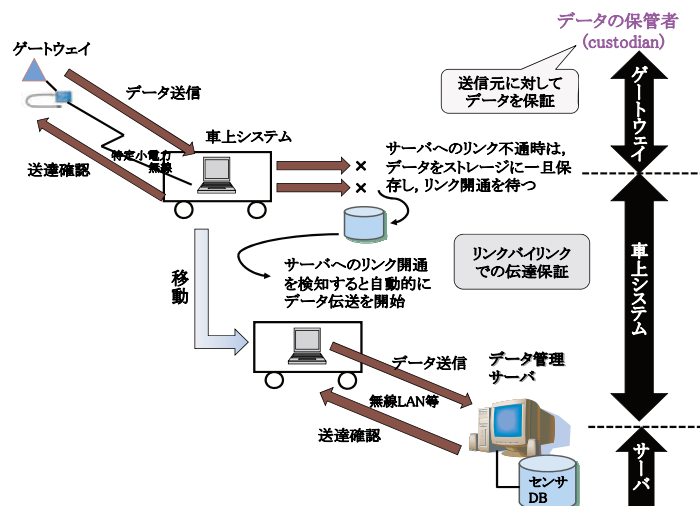 データの保管者
(custodian)
ゲートウェイ
データ送信
送信元に対して
データを保証
ゲートウェイ
車上システム
特定小電力
無線
送達確認
サーバへのリンク不通時は，
データをストレージに一旦保
存し，リンク開通を待つ
×
×
移動
サーバへのリンク開通
を検知すると自動的に
データ伝送を開始
リンクバイリンク
での伝達保証
車上システム
データ送信
データ管理
サーバ
無線LAN等
送達確認
センサ
DB
サーバ